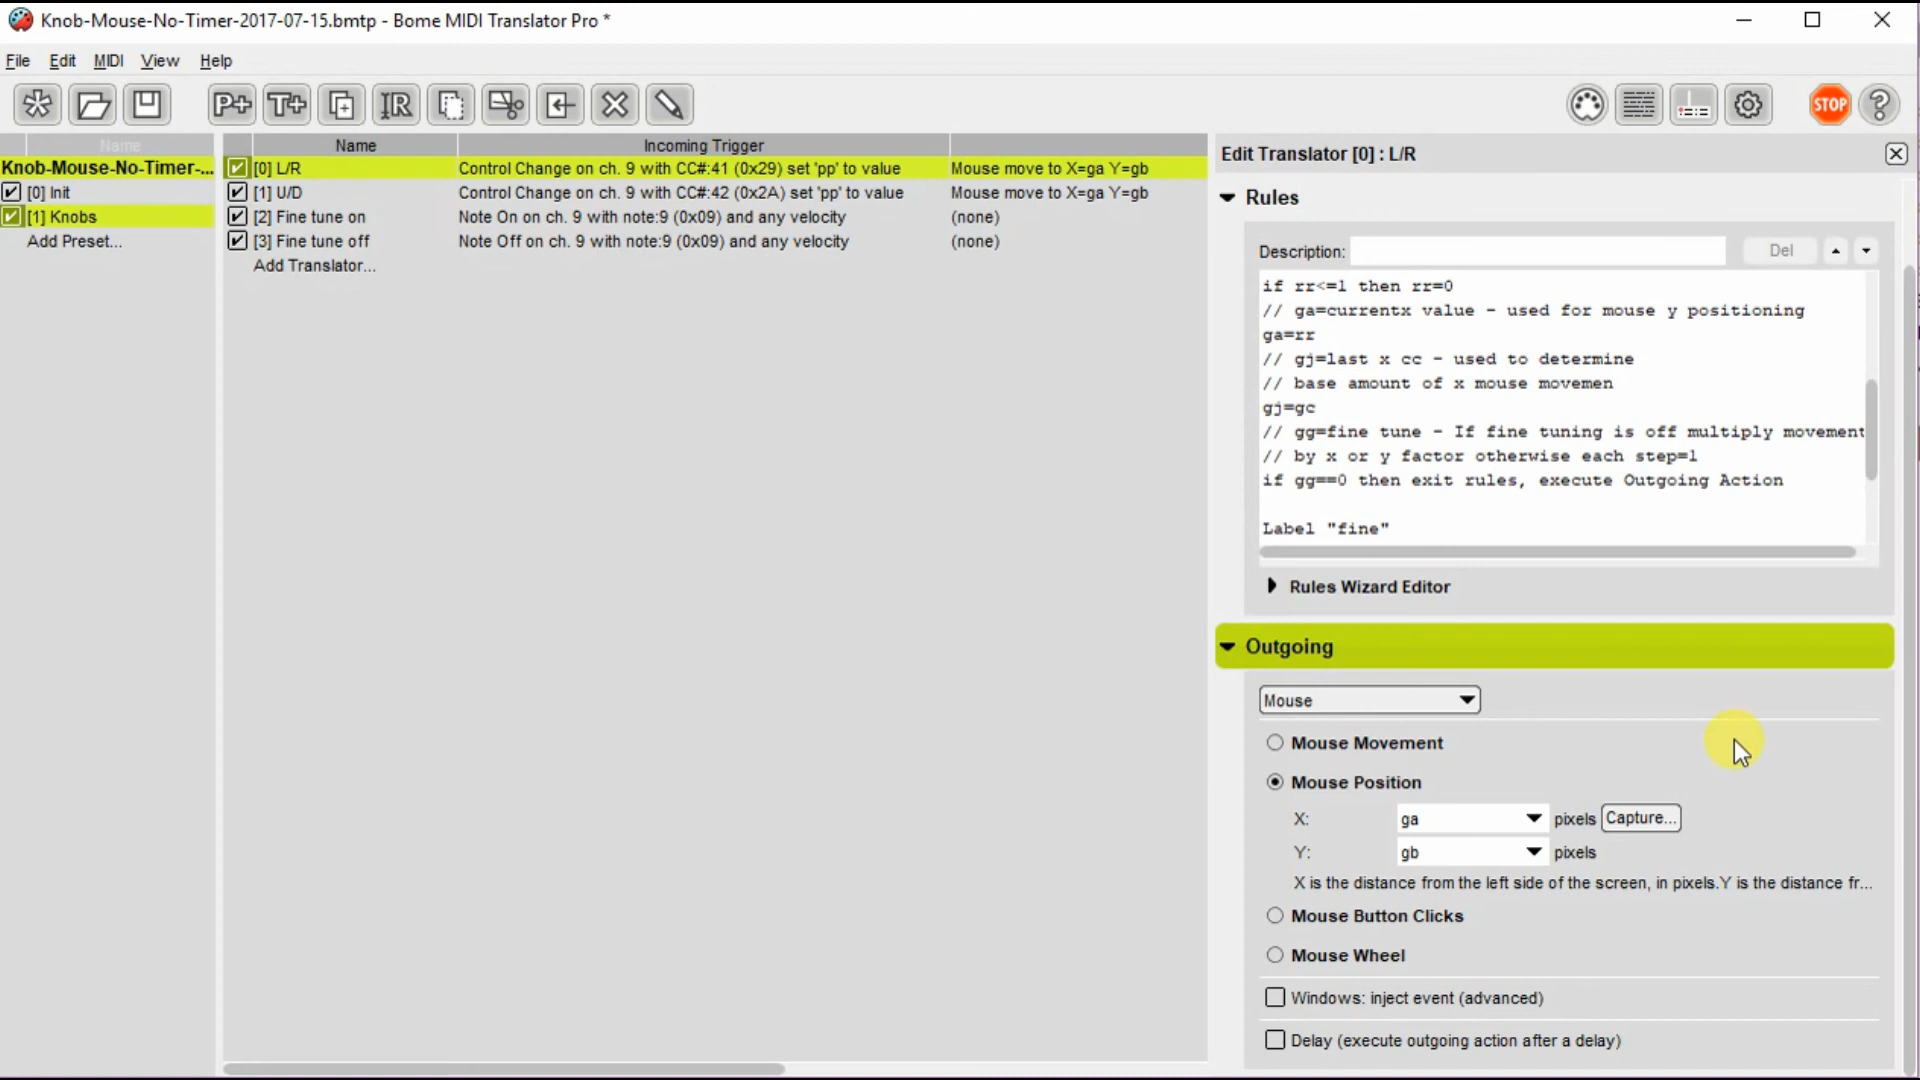 Knob-Mouse-No-Timer-2017-07-15.bmtp - Bome MIDI Translator Pro *
File Edit MIDI View Help
P+ T+ IR STOP ?
Name
Knob-Mouse-No-Timer-...
[0] Init
[1] Knobs
Add Preset...
Name Incoming Trigger
[0] L/R Control Change on ch. 9 with CC#:41 (0x29) set 'pp' to value Mouse move to X=ga Y=gb
[1] U/D Control Change on ch. 9 with CC#:42 (0x2A) set 'pp' to value Mouse move to X=ga Y=gb
[2] Fine tune on Note On on ch. 9 with note:9 (0x09) and any velocity (none)
[3] Fine tune off Note Off on ch. 9 with note:9 (0x09) and any velocity (none)
Add Translator...
Edit Translator [0] : L/R
Rules
Description: Del
if rr<=1 then rr=0
// ga=currentx value - used for mouse y positioning
ga=rr
// gj=last x cc - used to determine
// base amount of x mouse movemen
gj=gc
// gg=fine tune - If fine tuning is off multiply movement
// by x or y factor otherwise each step=1
if gg==0 then exit rules, execute Outgoing Action
Label "fine"
Rules Wizard Editor
Outgoing
Mouse
Mouse Movement
Mouse Position
X: ga pixels Capture...
Y: gb pixels
X is the distance from the left side of the screen, in pixels.Y is the distance fr...
Mouse Button Clicks
Mouse Wheel
Windows: inject event (advanced)
Delay (execute outgoing action after a delay)